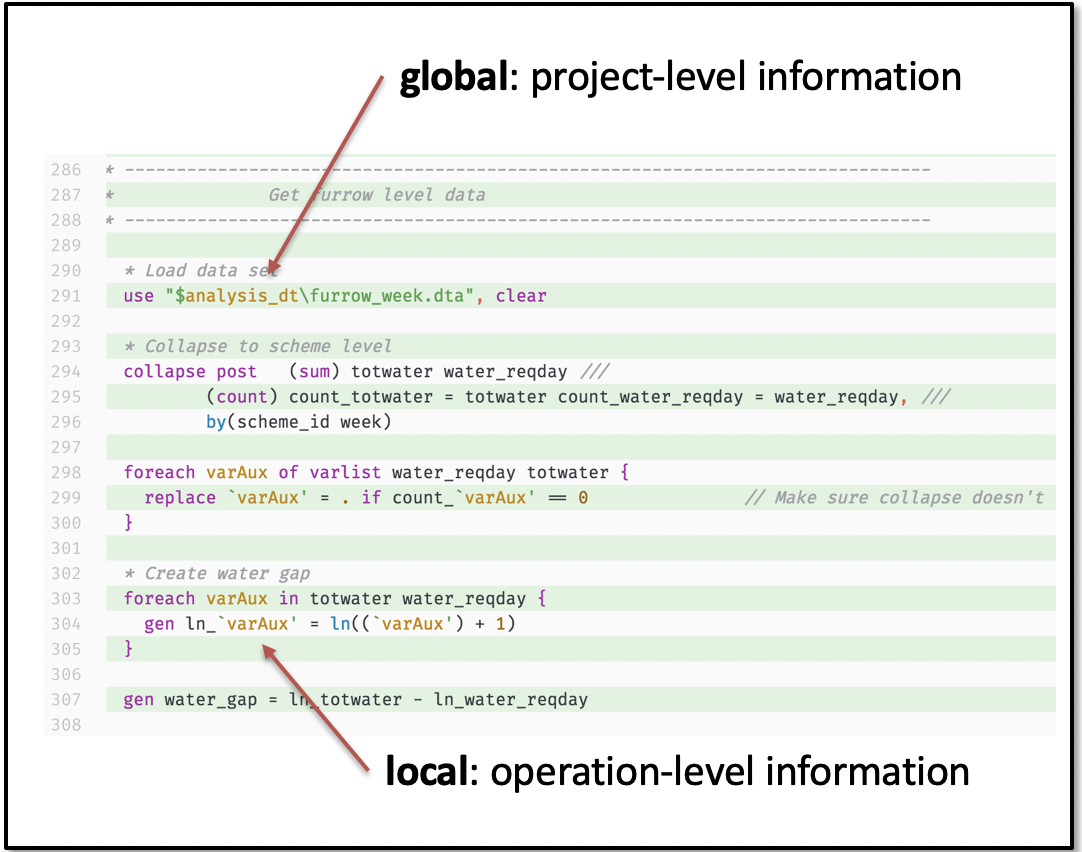 global: project-level information
286 * ------------------------------------------------------------------------------
287 * Get furrow level data
288 * ------------------------------------------------------------------------------
289
290 * Load data set
291 use "$analysis_dt\furrow_week.dta", clear
292
293 * Collapse to scheme level
294 collapse post (sum) totwater water_reqday ///
295 (count) count_totwater = totwater count_water_reqday = water_reqday, ///
296 by(scheme_id week)
297
298 foreach varAux of varlist water_reqday totwater {
299 replace `varAux' = . if count_`varAux' == 0 // Make sure collapse doesn't
300 }
301
302 * Create water gap
303 foreach varAux in totwater water_reqday {
304 gen ln_`varAux' = ln((`varAux') + 1)
305 }
306
307 gen water_gap = ln_totwater - ln_water_reqday
308
local: operation-level information